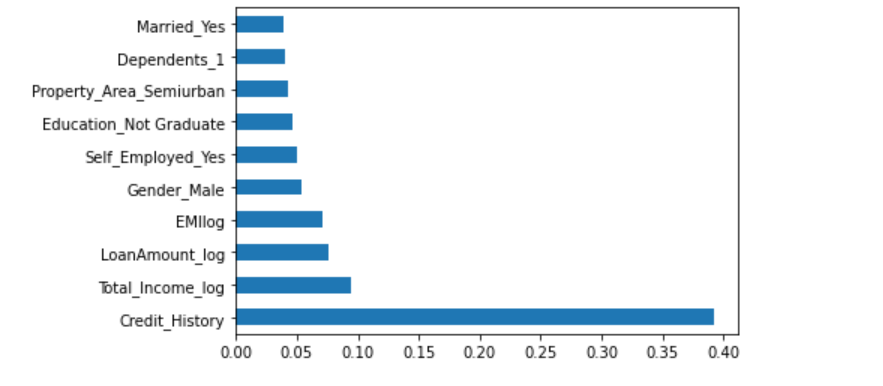 Married_Yes
Dependents_1
Property_Area_Semiurban
Education_Not Graduate
Self_Employed_Yes
Gender_Male
EMIlog
LoanAmount_log
Total_Income_log
Credit_History
0.00 0.05 0.10 0.15 0.20 0.25 0.30 0.35 0.40